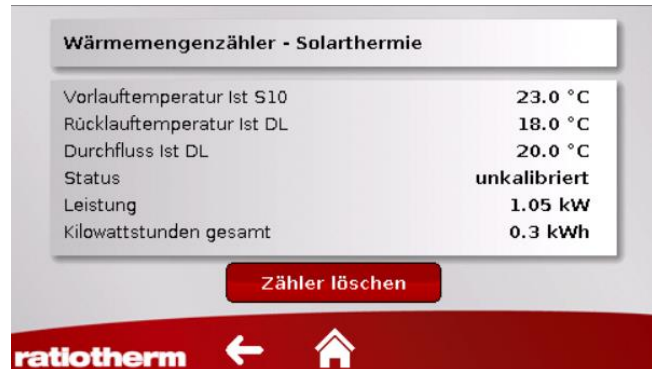 Wärmemengenzähler - Solarthermie
Vorlauftemperatur Ist S10 23.0 °C
Rücklauftemperatur Ist DL 18.0 °C
Durchfluss Ist DL 20.0 °C
Status unkalibriert
Leistung 1.05 kW
Kilowattstunden gesamt 0.3 kWh
Zähler löschen
ratiotherm